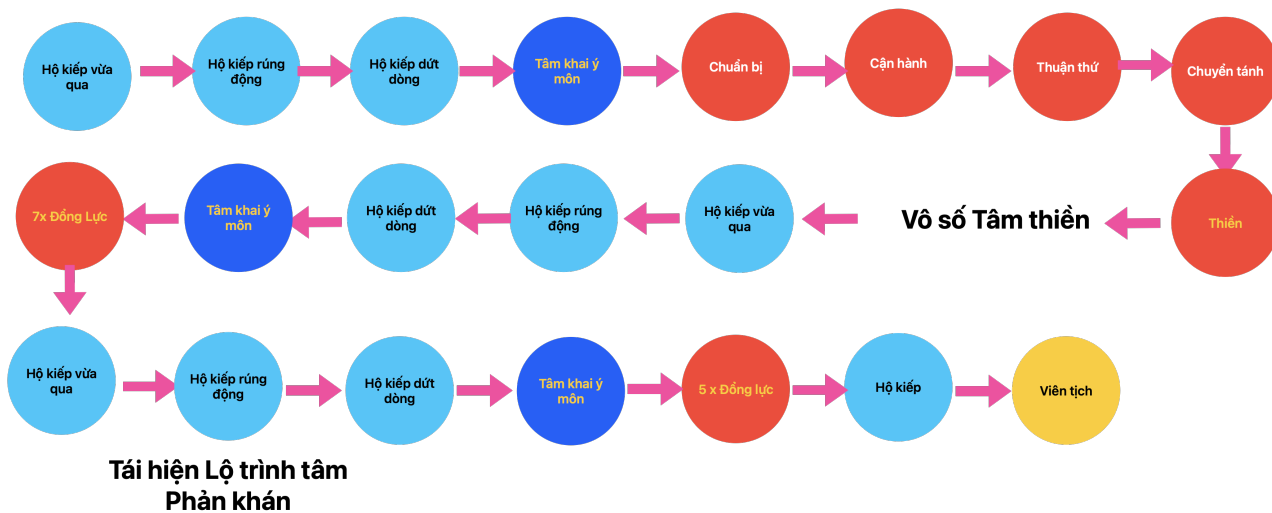 Hộ kiếp vừa
qua
Hộ kiếp rúng
động
Hộ kiếp dứt
dòng
Tâm khai ý
môn
Chuẩn bị
Cận hành
Thuận thứ
Chuyển tánh
Thiền
Vô số Tâm thiền
Hộ kiếp vừa
qua
Hộ kiếp rúng
động
Hộ kiếp dứt
dòng
Tâm khai ý
môn
7x Đổng Lực
Hộ kiếp vừa
qua
Hộ kiếp rúng
động
Hộ kiếp dứt
dòng
Tâm khai ý
môn
5 x Đổng lực
Hộ kiếp
Viên tịch
Tái hiện Lộ trình tâm
Phản khán